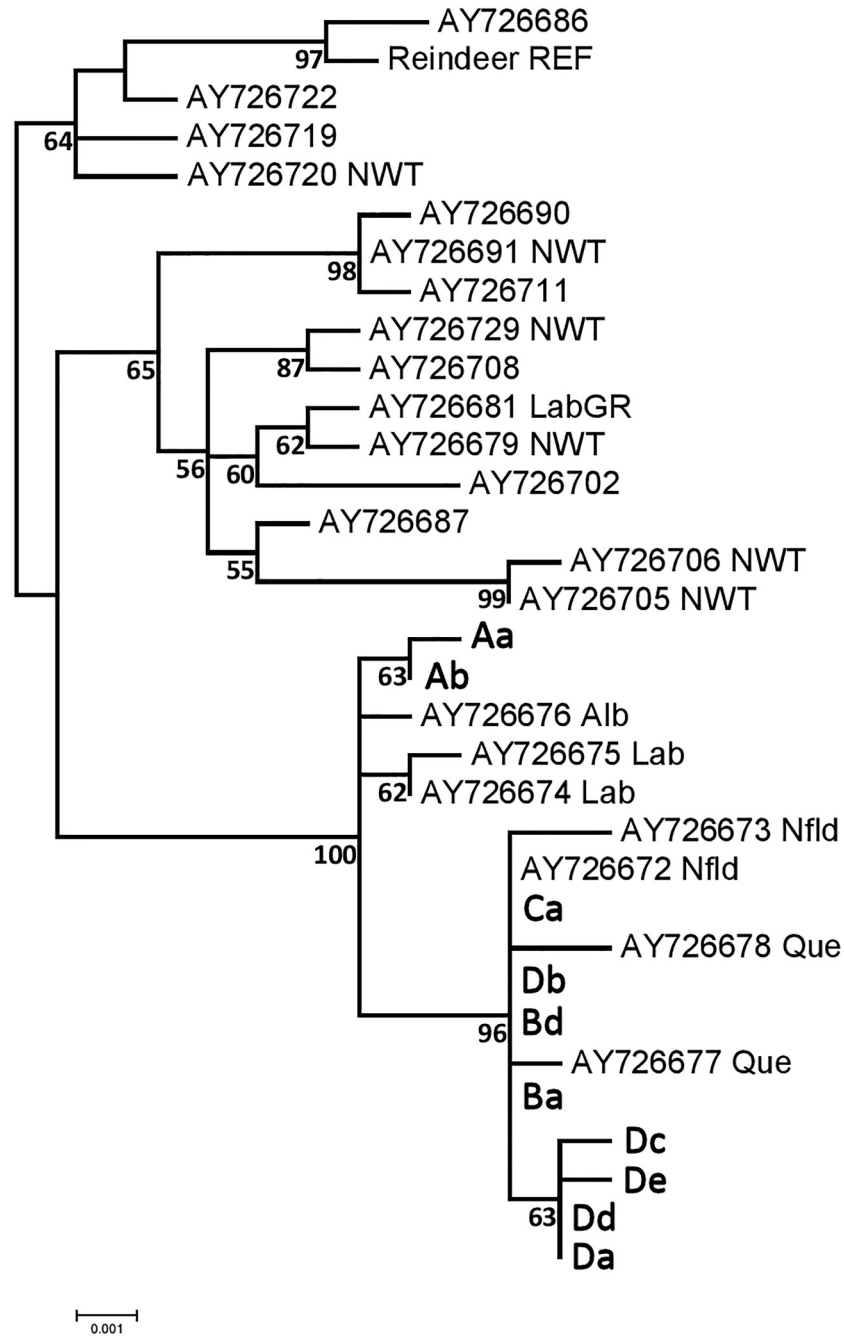 AY726686
97 Reindeer REF
AY726722
64 AY726719
AY726720 NWT
AY726690
AY726691 NWT
98
AY726711
AY726729 NWT
87 AY726708
65
AY726681 LabGR
62 AY726679 NWT
56 60 AY726702
AY726687
55
AY726706 NWT
99 AY726705 NWT
Aa
63 Ab
AY726676 Alb
AY726675 Lab
62 AY726674 Lab
AY726673 Nfld
100
AY726672 Nfld
Ca
AY726678 Que
Db
Bd
96
AY726677 Que
Ba
Dc
De
63 Dd
Da
0.001